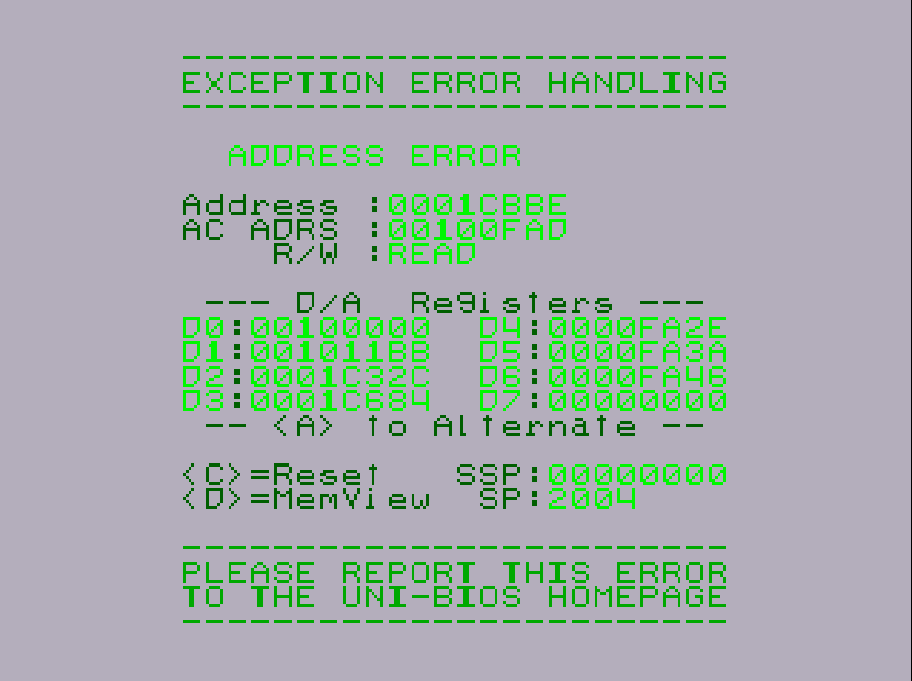 ------------------------
EXCEPTION ERROR HANDLING
------------------------
ADDRESS ERROR
Address :0001CBBE
AC ADRS :00100FAD
R/W :READ
--- D/A  Registers ---
D0:00100000  D4:0000FA2E
D1:001011BB  D5:0000FA3A
D2:0001C32C  D6:0000FA46
D3:0001C684  D7:00000000
-- <A> to Alternate --
<C>=Reset   SSP:00000000
<D>=MemView  SP:2004
------------------------
PLEASE REPORT THIS ERROR
TO THE UNI-BIOS HOMEPAGE
------------------------